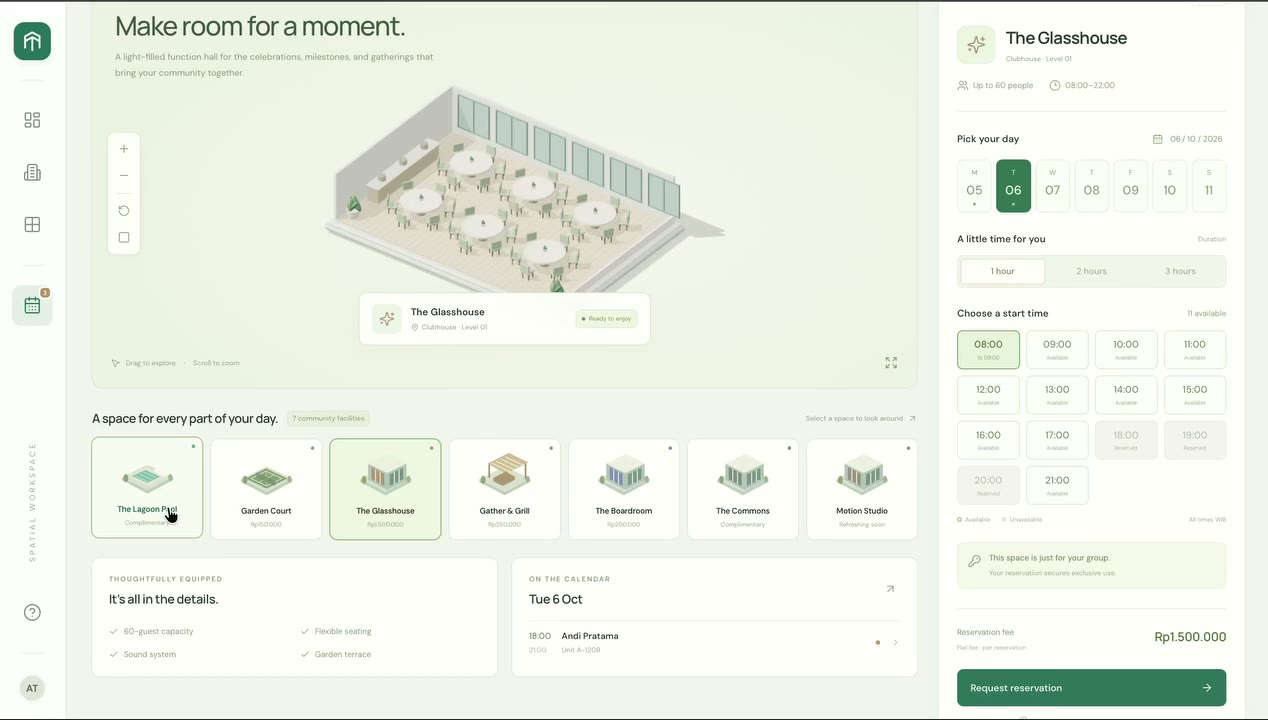 3
SPATIAL WORKSPACE
AT
Make room for a moment.
A light-filled function hall for the celebrations, milestones, and gatherings that
bring your community together.
The Glasshouse
Clubhouse · Level 01
Ready to enjoy
Drag to explore · Scroll to zoom
A space for every part of your day.
7 community facilities
Select a space to look around
The Lagoon Pool
Complimentary
Garden Court
Rp150.000
The Glasshouse
Rp1.500.000
Gather & Grill
Rp250.000
The Boardroom
Rp200.000
The Commons
Complimentary
Motion Studio
Refreshing soon
THOUGHTFULLY EQUIPPED
It's all in the details.
60-guest capacity
Flexible seating
Sound system
Garden terrace
ON THE CALENDAR
Tue 6 Oct
18:00 Andi Pratama
21:00 Unit A-1208
The Glasshouse
Clubhouse · Level 01
Up to 60 people
08:00–22:00
Pick your day
06 / 10 / 2026
M T W T F S S
05 06 07 08 09 10 11
A little time for you
Duration
1 hour 2 hours 3 hours
Choose a start time
11 available
08:00 09:00 10:00 11:00
to 09:00 Available Available Available
12:00 13:00 14:00 15:00
Available Available Available Available
16:00 17:00 18:00 19:00
Available Available Reserved Reserved
20:00 21:00
Reserved Available
Available Unavailable
All times WIB
This space is just for your group.
Your reservation secures exclusive use.
Reservation fee
Flat fee · per reservation
Rp1.500.000
Request reservation